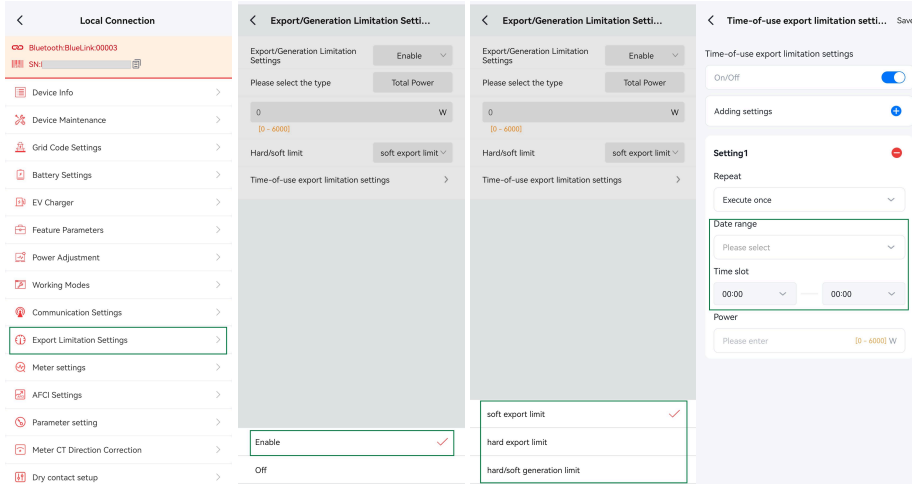 Local Connection
Bluetooth:BlueLink:00003
SN:
Device Info
Device Maintenance
Grid Code Settings
Battery Settings
EV Charger
Feature Parameters
Power Adjustment
Working Modes
Communication Settings
Export Limitation Settings
Meter settings
AFCI Settings
Parameter setting
Meter CT Direction Correction
Dry contact setup
Export/Generation Limitation Setti...
Export/Generation Limitation
Settings
Enable
Please select the type
Total Power
0
W
[0 - 6000]
Hard/soft limit
soft export limit
Time-of-use export limitation settings
Enable
Off
Export/Generation Limitation Setti...
Export/Generation Limitation
Settings
Enable
Please select the type
Total Power
0
W
[0 - 6000]
Hard/soft limit
soft export limit
Time-of-use export limitation settings
soft export limit
hard export limit
hard/soft generation limit
Time-of-use export limitation setti...
Save
Time-of-use export limitation settings
On/Off
Adding settings
Setting1
Repeat
Execute once
Date range
Please select
Time slot
00:00
00:00
Power
Please enter
[0 - 6000] W